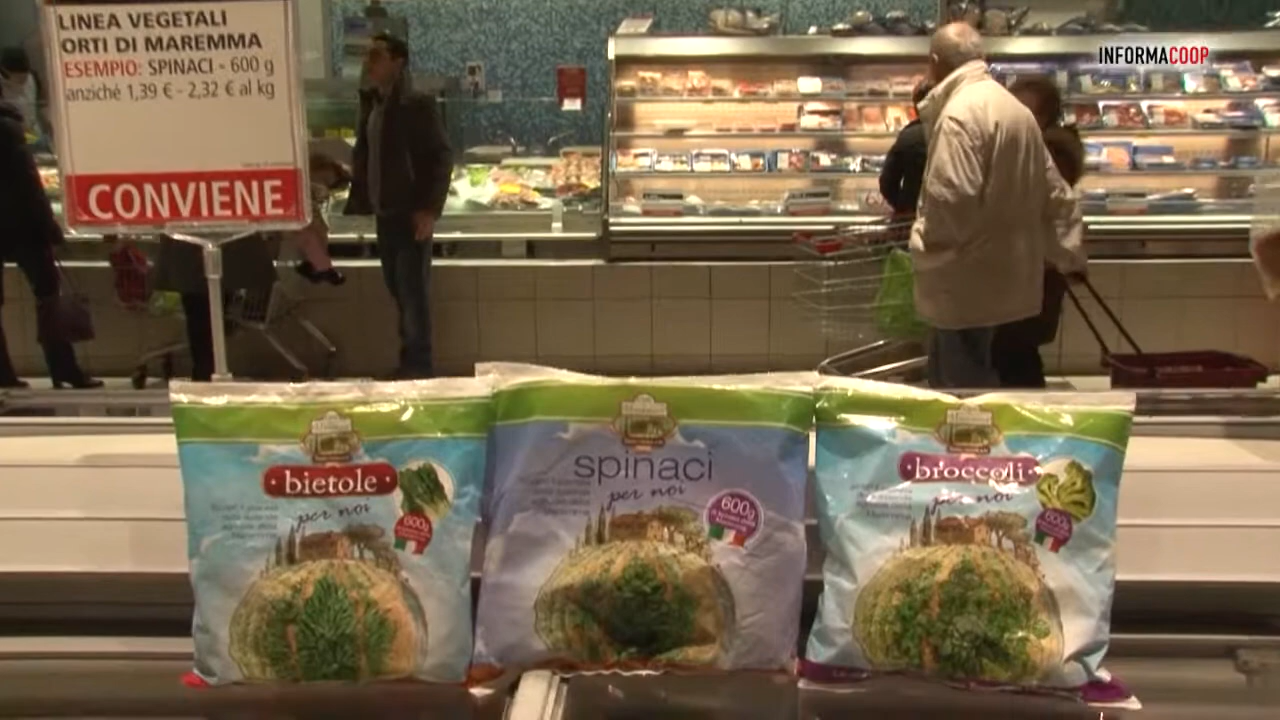 LINEA VEGETALI
ORTI DI MAREMMA
ESEMPIO: SPINACI - 600 g
anziché 1,39 € - 2,32 € al kg
CONVIENE
INFORMACOOP
bietole
per noi
600g
spinaci
per noi
600g
broccoli
per noi
600g